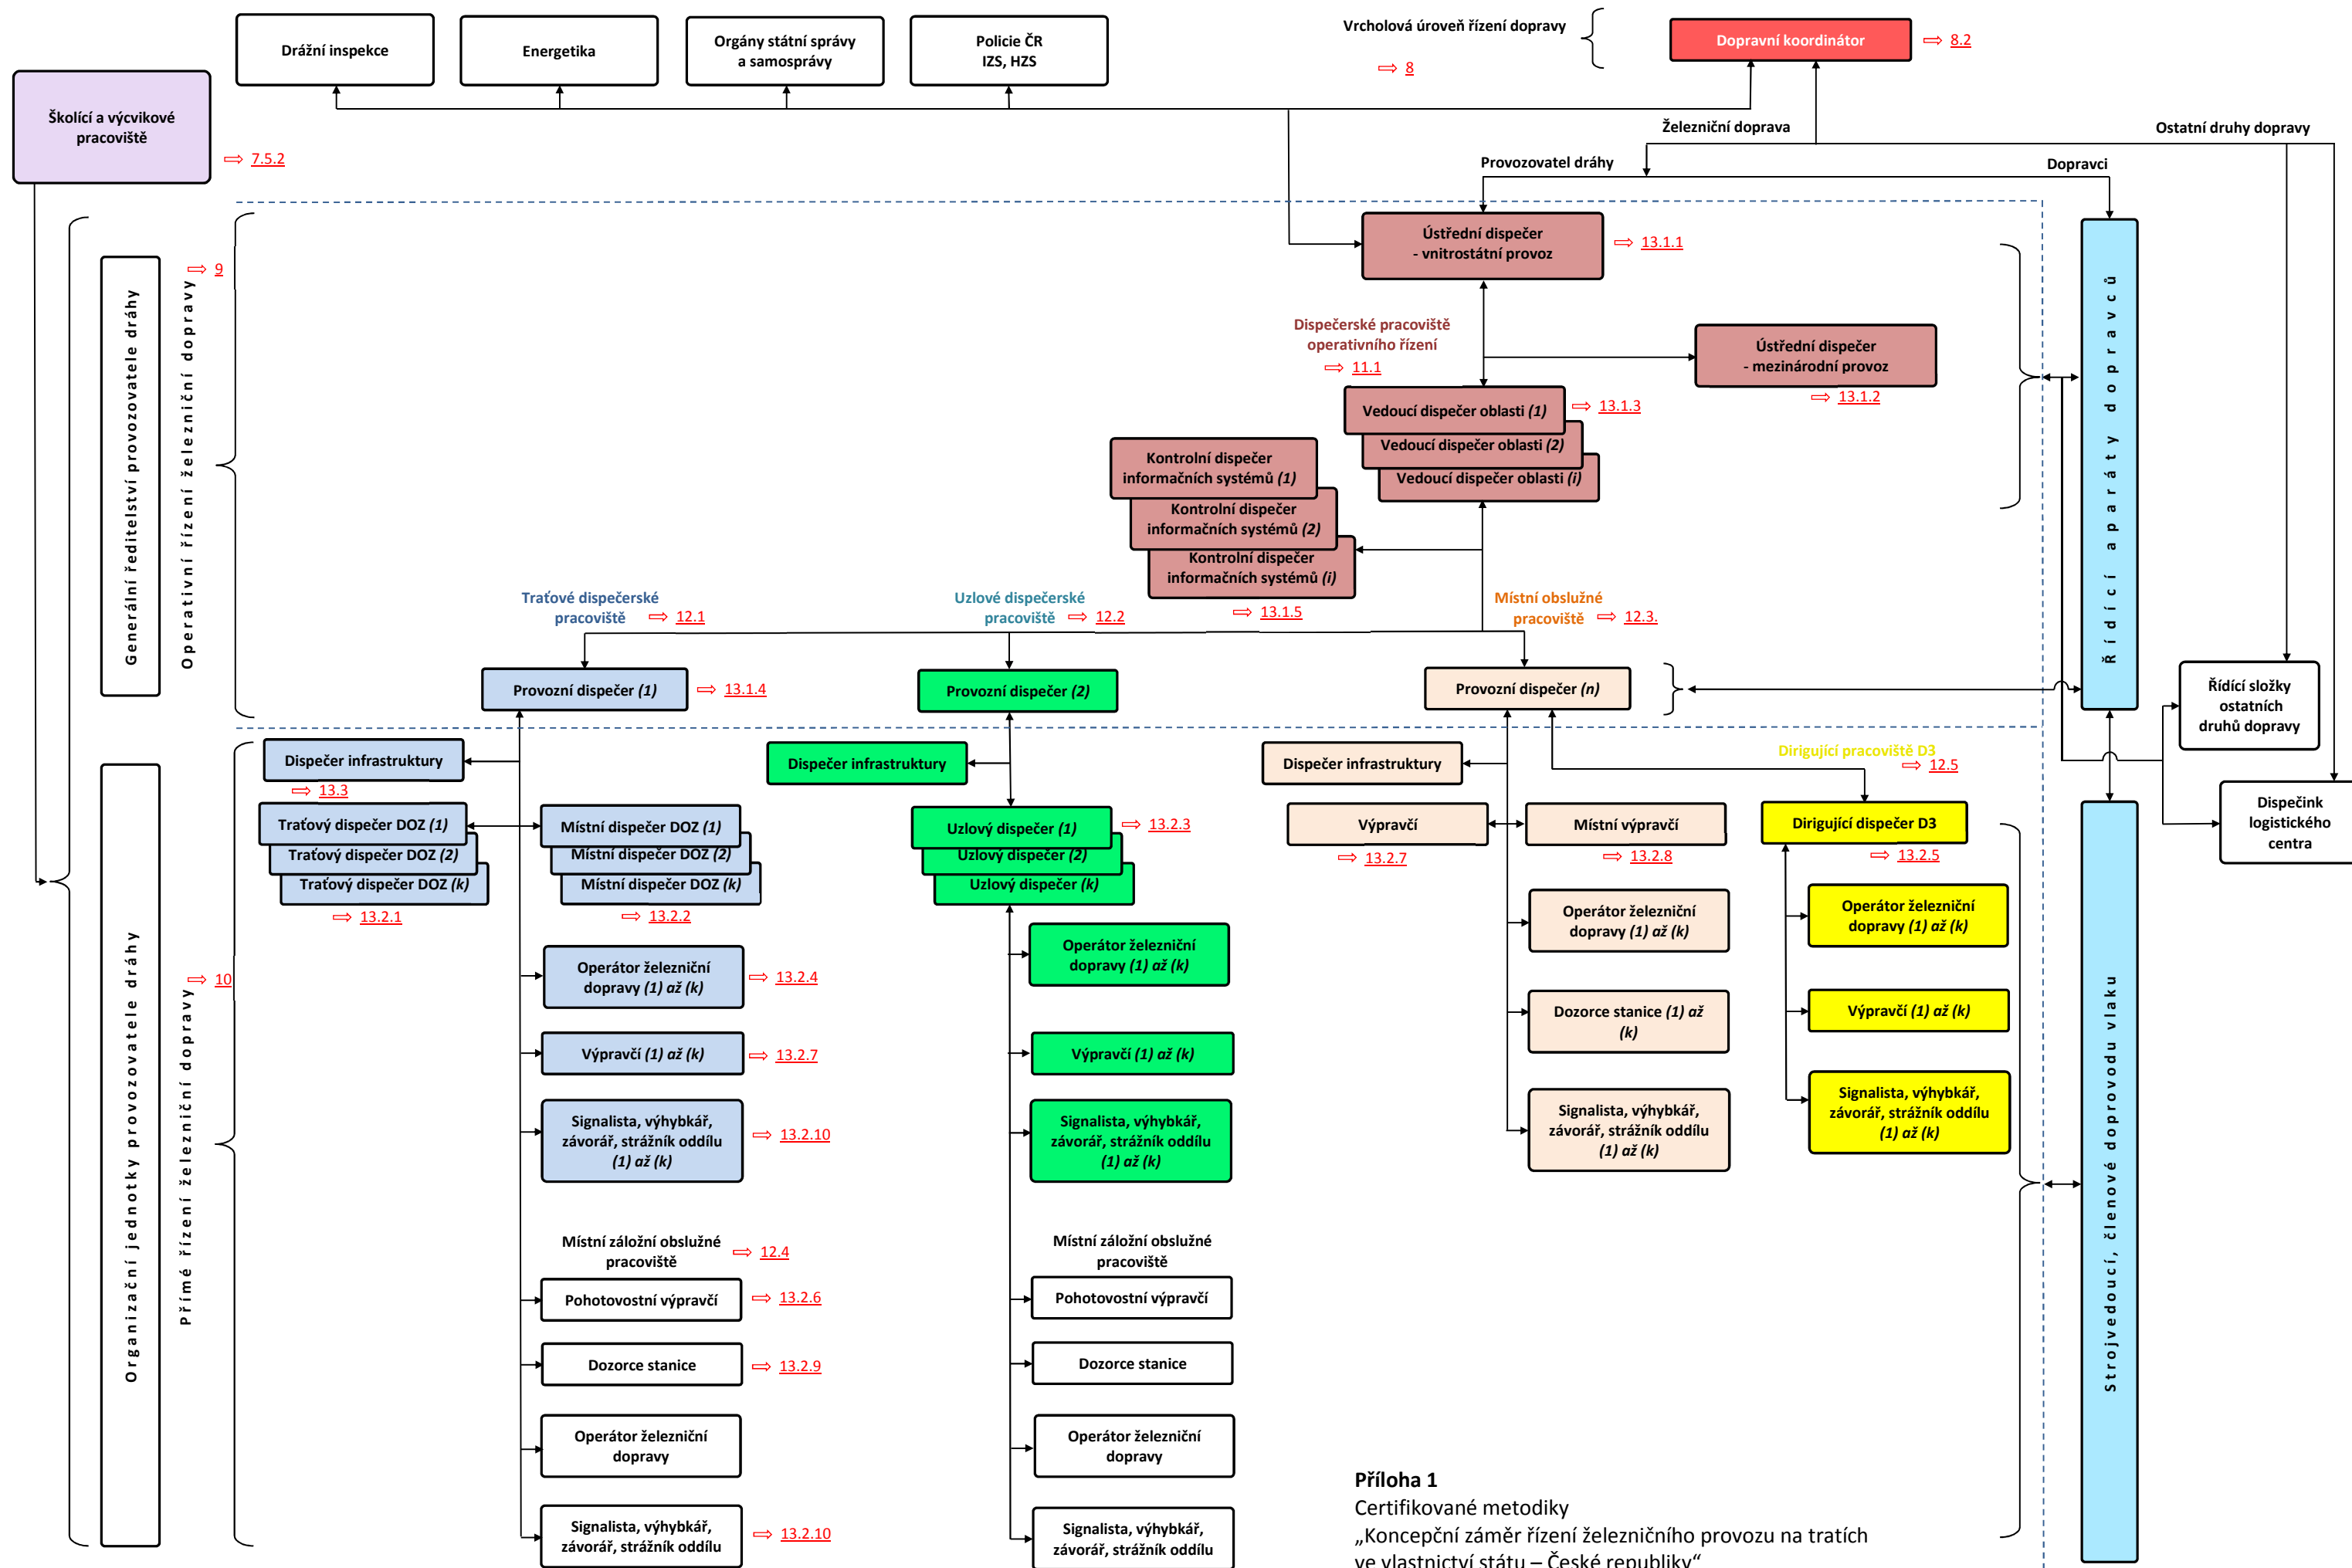 Drážní inspekce
Energetika
Orgány státní správy
a samosprávy
Policie ČR
IZS, HZS
Vrcholová úroveň řízení dopravy
8
Dopravní koordinátor
8.2
Školící a výcvikové
pracoviště
7.5.2
Železniční doprava
Ostatní druhy dopravy
Provozovatel dráhy
Dopravci
Generální ředitelství provozovatele dráhy
Operativní řízení železniční dopravy
9
Ústřední dispečer
- vnitrostátní provoz
13.1.1
Dispečerské pracoviště
operativního řízení
11.1
Ústřední dispečer
- mezinárodní provoz
13.1.2
Vedoucí dispečer oblasti (1)
13.1.3
Vedoucí dispečer oblasti (2)
Vedoucí dispečer oblasti (i)
Kontrolní dispečer
informačních systémů (1)
Kontrolní dispečer
informačních systémů (2)
Kontrolní dispečer
informačních systémů (i)
13.1.5
Řídící aparáty dopravců
Traťové dispečerské
pracoviště
12.1
Uzlové dispečerské
pracoviště
12.2
Místní obslužné
pracoviště
12.3.
Provozní dispečer (1)
13.1.4
Provozní dispečer (2)
Provozní dispečer (n)
Řídící složky
ostatních
druhů dopravy
Dispečink
logistického
centra
Organizační jednotky provozovatele dráhy
Přímé řízení železniční dopravy
10
Dispečer infrastruktury
13.3
Traťový dispečer DOZ (1)
Traťový dispečer DOZ (2)
Traťový dispečer DOZ (k)
13.2.1
Místní dispečer DOZ (1)
Místní dispečer DOZ (2)
Místní dispečer DOZ (k)
13.2.2
Operátor železniční
dopravy (1) až (k)
13.2.4
Výpravčí (1) až (k)
13.2.7
Signalista, výhybkář,
závorář, strážník oddílu
(1) až (k)
13.2.10
Místní záložní obslužné
pracoviště
12.4
Pohotovostní výpravčí
13.2.6
Dozorce stanice
13.2.9
Operátor železniční
dopravy
Signalista, výhybkář,
závorář, strážník oddílu
13.2.10
Dispečer infrastruktury
Uzlový dispečer (1)
13.2.3
Uzlový dispečer (2)
Uzlový dispečer (k)
Operátor železniční
dopravy (1) až (k)
Výpravčí (1) až (k)
Signalista, výhybkář,
závorář, strážník oddílu
(1) až (k)
Místní záložní obslužné
pracoviště
Pohotovostní výpravčí
Dozorce stanice
Operátor železniční
dopravy
Signalista, výhybkář,
závorář, strážník oddílu
Dispečer infrastruktury
Výpravčí
13.2.7
Místní výpravčí
13.2.8
Operátor železniční
dopravy (1) až (k)
Dozorce stanice (1) až
(k)
Signalista, výhybkář,
závorář, strážník oddílu
(1) až (k)
Dirigující pracoviště D3
12.5
Dirigující dispečer D3
13.2.5
Operátor železniční
dopravy (1) až (k)
Výpravčí (1) až (k)
Signalista, výhybkář,
závorář, strážník oddílu
(1) až (k)
Strojvedoucí, členové doprovodu vlaku
Příloha 1
Certifikované metodiky
„Koncepční záměr řízení železničního provozu na tratích
ve vlastnictví státu – České republiky“